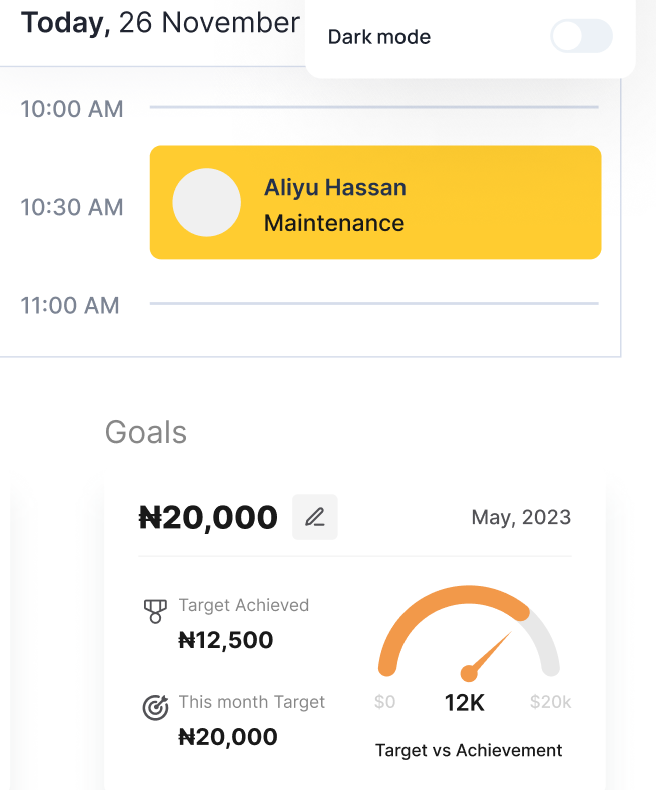 Today, 26 November
Dark mode
10:00 AM
10:30 AM
Aliyu Hassan
Maintenance
11:00 AM
Goals
₦20,000
May, 2023
Target Achieved
₦12,500
This month Target
₦20,000
$0
12K
$20k
Target vs Achievement